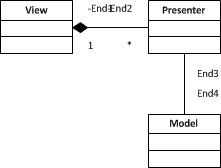 View
-End1
End2
Presenter
1
*
End3
End4
Model